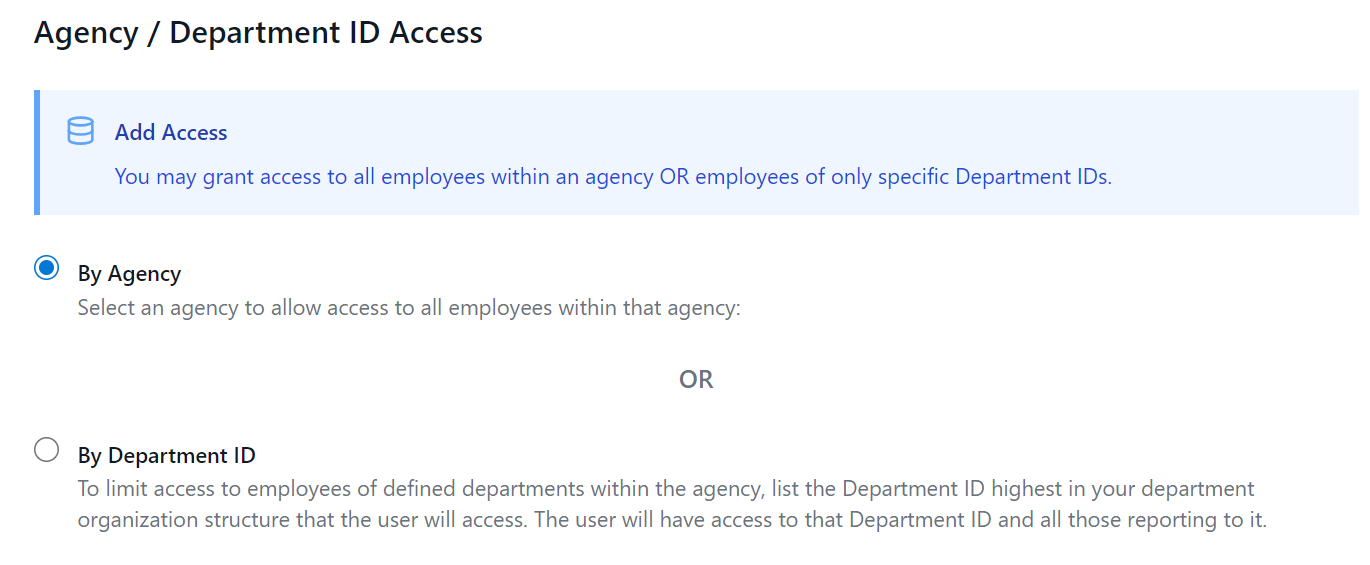 Agency / Department ID Access
Add Access
You may grant access to all employees within an agency OR employees of only specific Department IDs.
By Agency
Select an agency to allow access to all employees within that agency:
OR
By Department ID
To limit access to employees of defined departments within the agency, list the Department ID highest in your department
organization structure that the user will access. The user will have access to that Department ID and all those reporting to it.